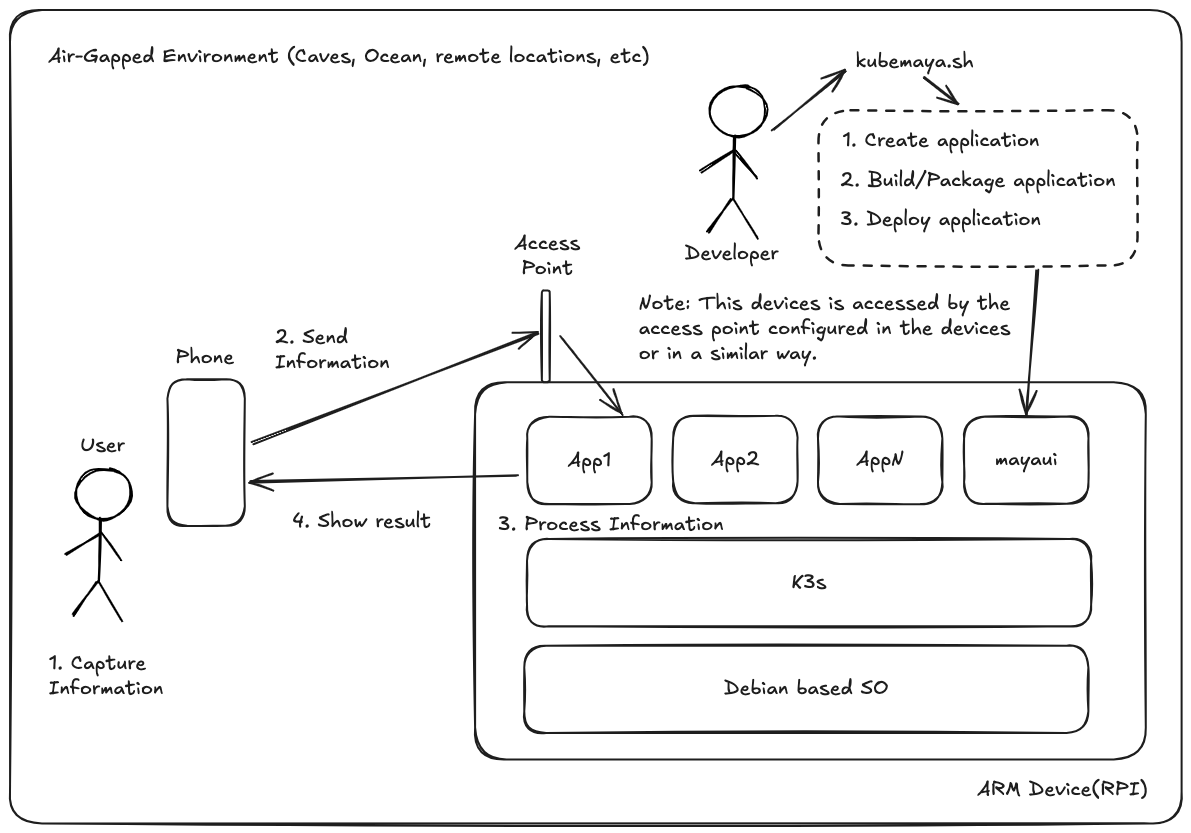 Air-Gapped Environment (Caves, Ocean, remote locations, etc)
kubemaya.sh
1. Create application
2. Build/Package application
3. Deploy application
Developer
Access
Point
Note: This devices is accessed by the
access point configured in the devices
or in a similar way.
2. Send
Information
Phone
User
App1
App2
AppN
mayaui
4. Show result
3. Process Information
K3s
1. Capture
Information
Debian based SO
ARM Device(RPI)